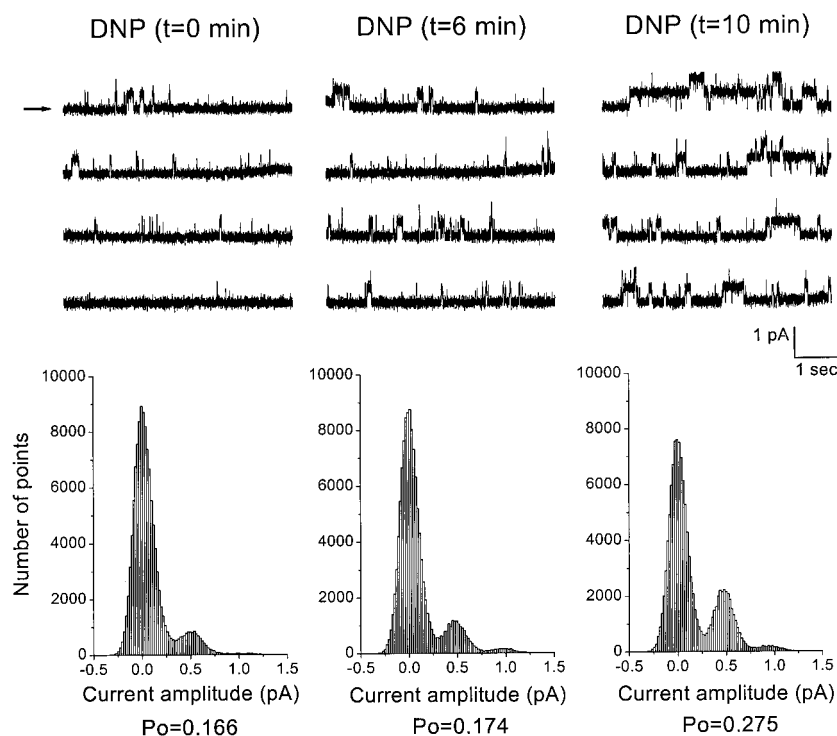 DNP (t=0 min)
DNP (t=6 min)
DNP (t=10 min)
1 pA
1 sec
10000
8000
6000
4000
2000
0
-0.5 0.0 0.5 1.0 1.5
Number of points
Current amplitude (pA)
Po=0.166
10000
8000
6000
4000
2000
0
-0.5 0.0 0.5 1.0 1.5
Current amplitude (pA)
Po=0.174
10000
8000
6000
4000
2000
0
-0.5 0.0 0.5 1.0 1.5
Current amplitude (pA)
Po=0.275